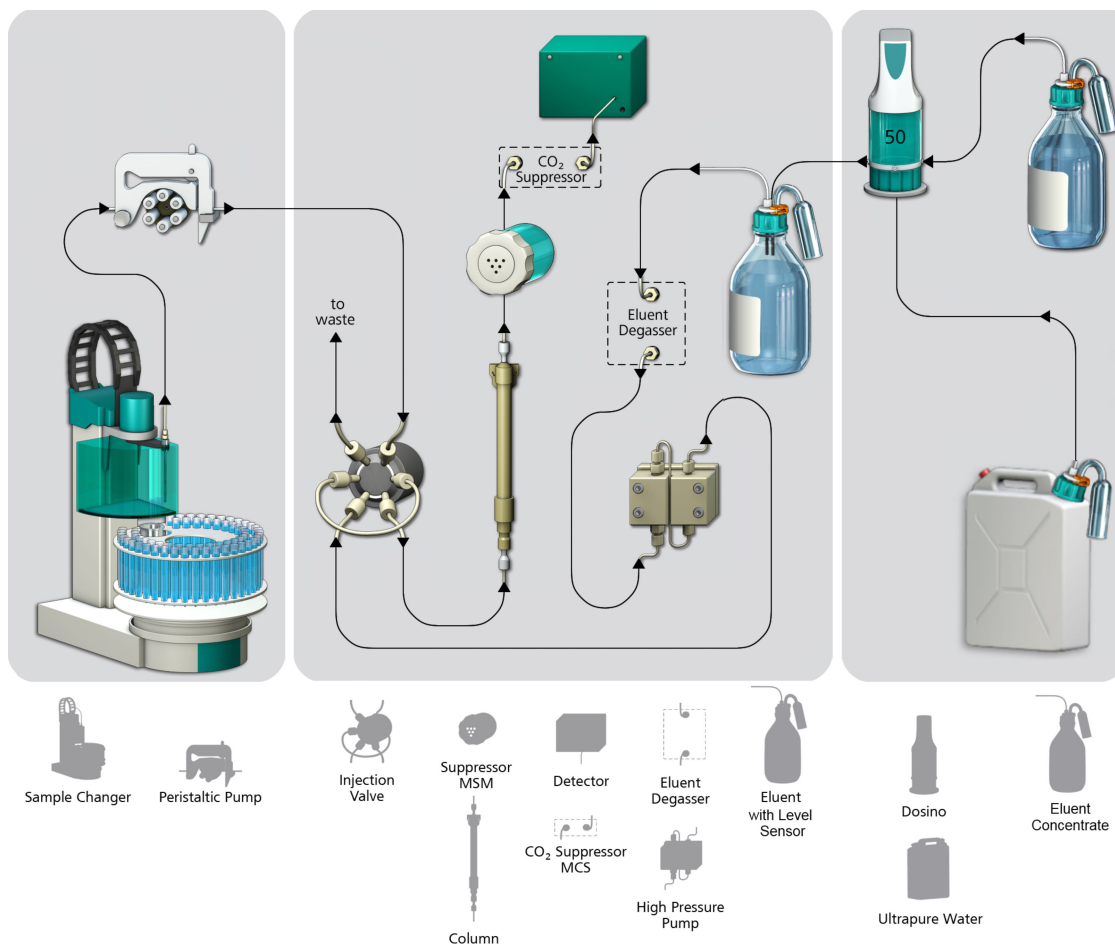 50
CO₂
Suppressor
to
waste
Eluent
Degasser
Sample Changer
Peristaltic Pump
Injection
Valve
Suppressor
MSM
Detector
Eluent
Degasser
Eluent
with Level
Sensor
Dosino
Eluent
Concentrate
CO₂ Suppressor
MCS
High Pressure
Pump
Ultrapure Water
Column